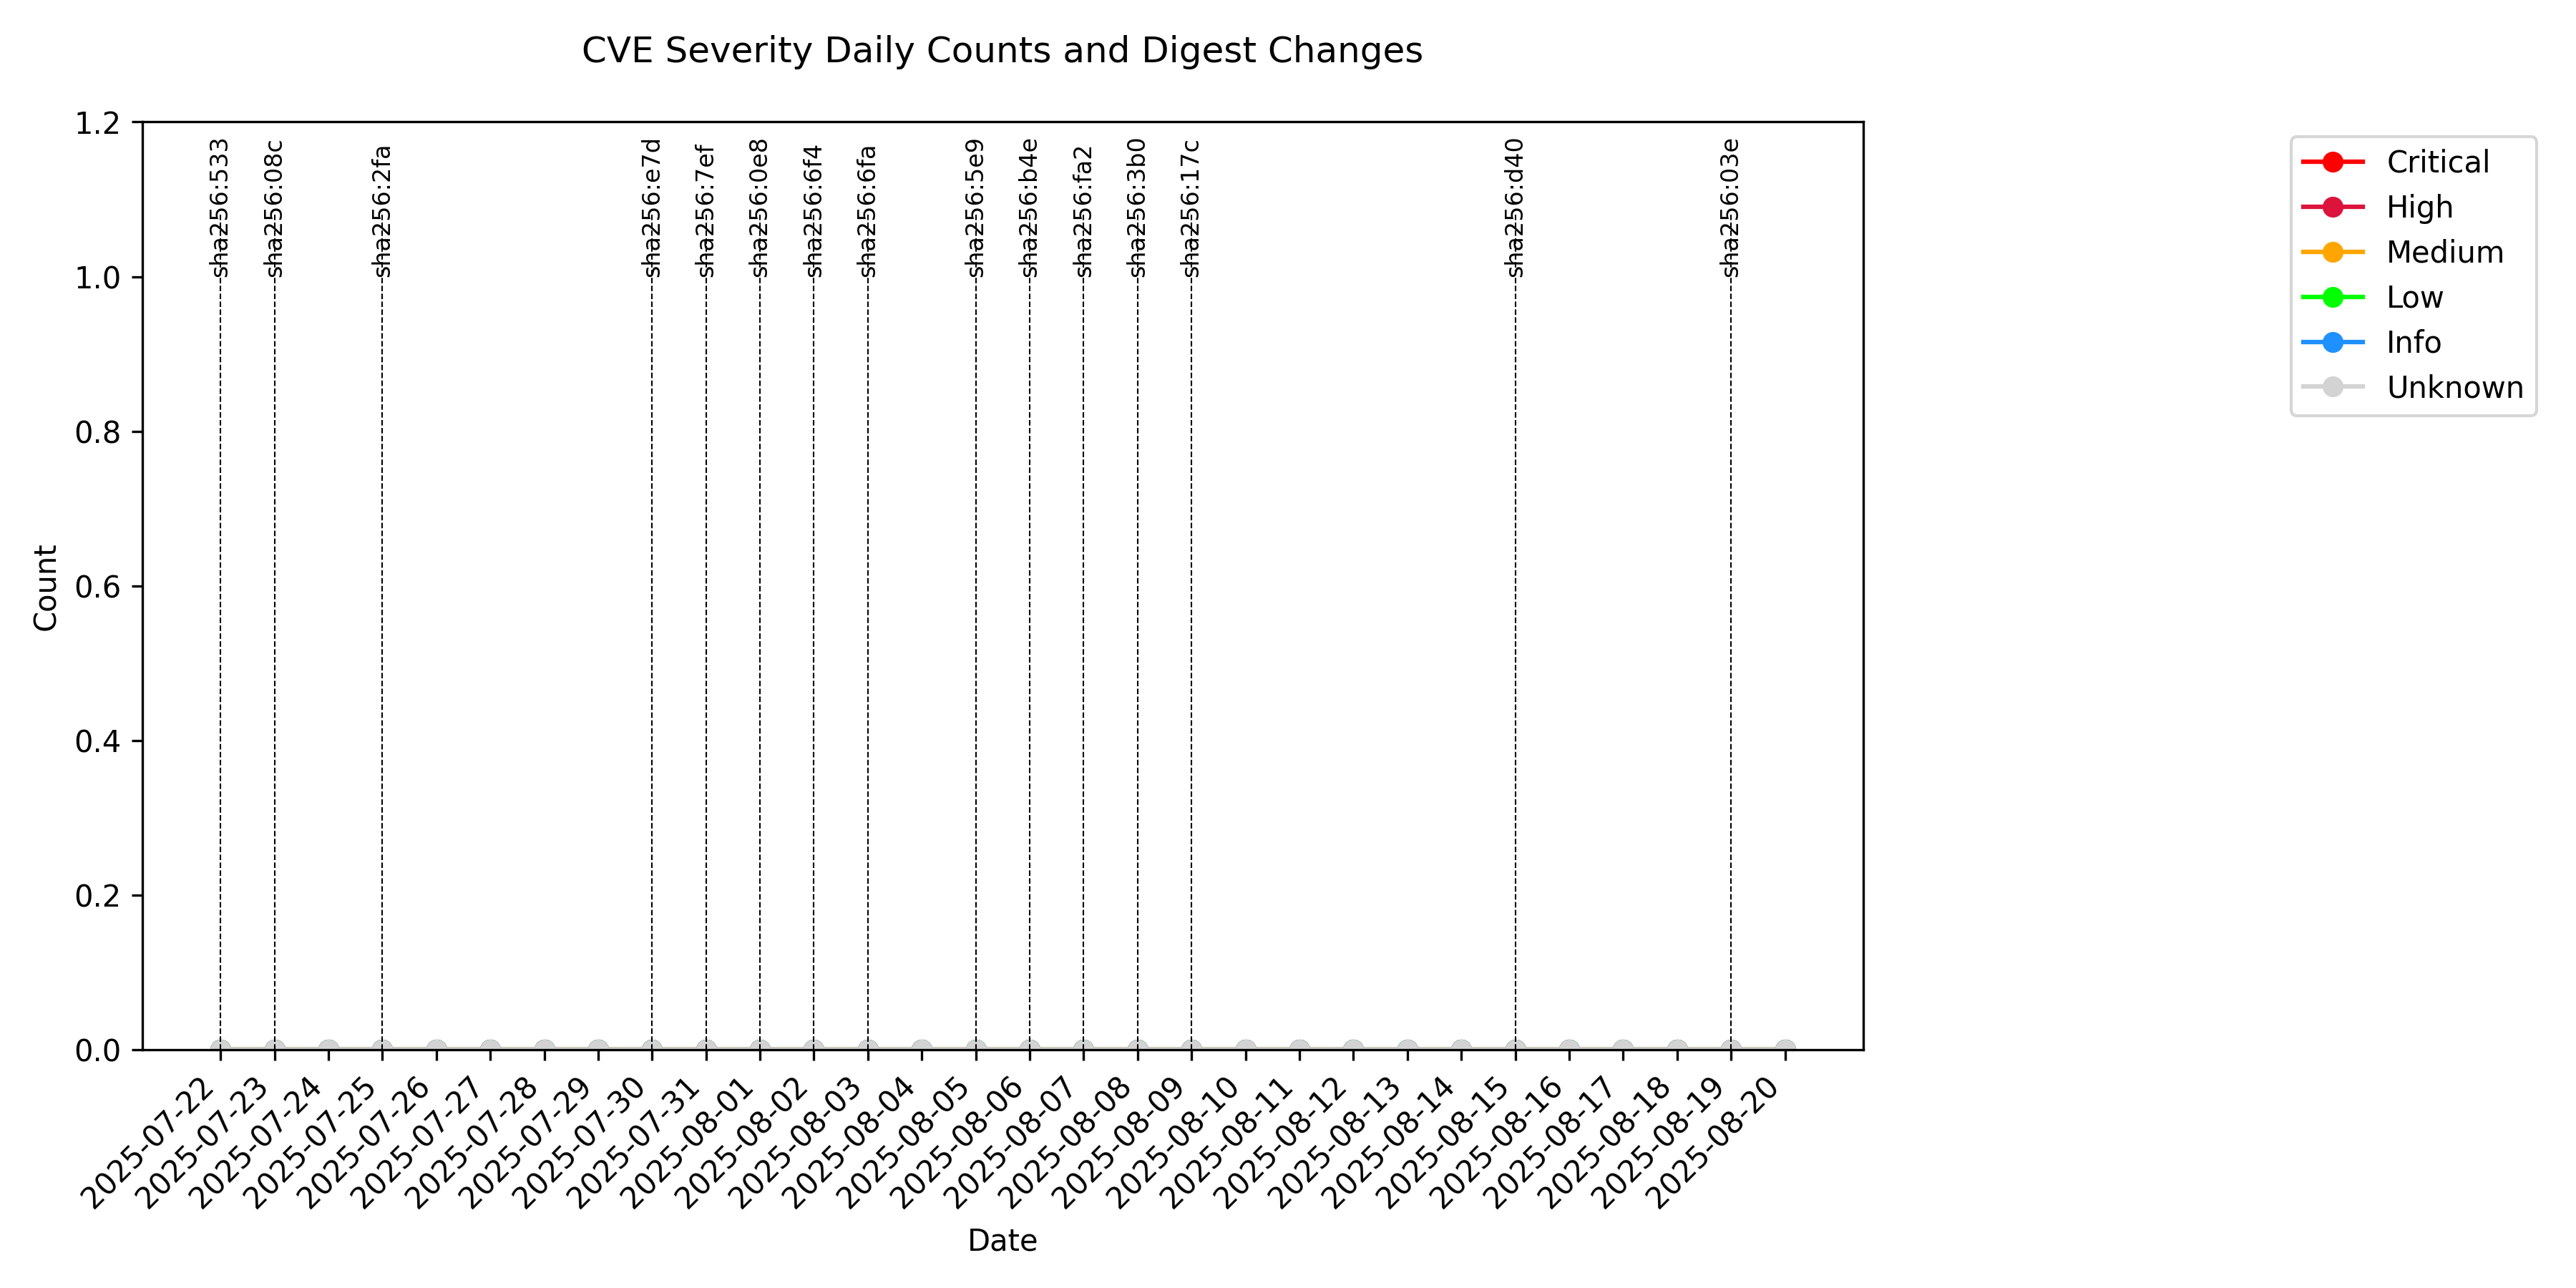 CVE Severity Daily Counts and Digest Changes
1.2
1.0
0.8
0.6
0.4
0.2
0.0
Count
sha256:533
sha256:08c
sha256:2fa
sha256:e7d
sha256:7ef
sha256:0e8
sha256:6f4
sha256:6fa
sha256:5e9
sha256:b4e
sha256:fa2
sha256:3b0
sha256:17c
sha256:d40
sha256:03e
2025-07-22
2025-07-23
2025-07-24
2025-07-25
2025-07-26
2025-07-27
2025-07-28
2025-07-29
2025-07-30
2025-07-31
2025-08-01
2025-08-02
2025-08-03
2025-08-04
2025-08-05
2025-08-06
2025-08-07
2025-08-08
2025-08-09
2025-08-10
2025-08-11
2025-08-12
2025-08-13
2025-08-14
2025-08-15
2025-08-16
2025-08-17
2025-08-18
2025-08-19
2025-08-20
Date
Critical
High
Medium
Low
Info
Unknown